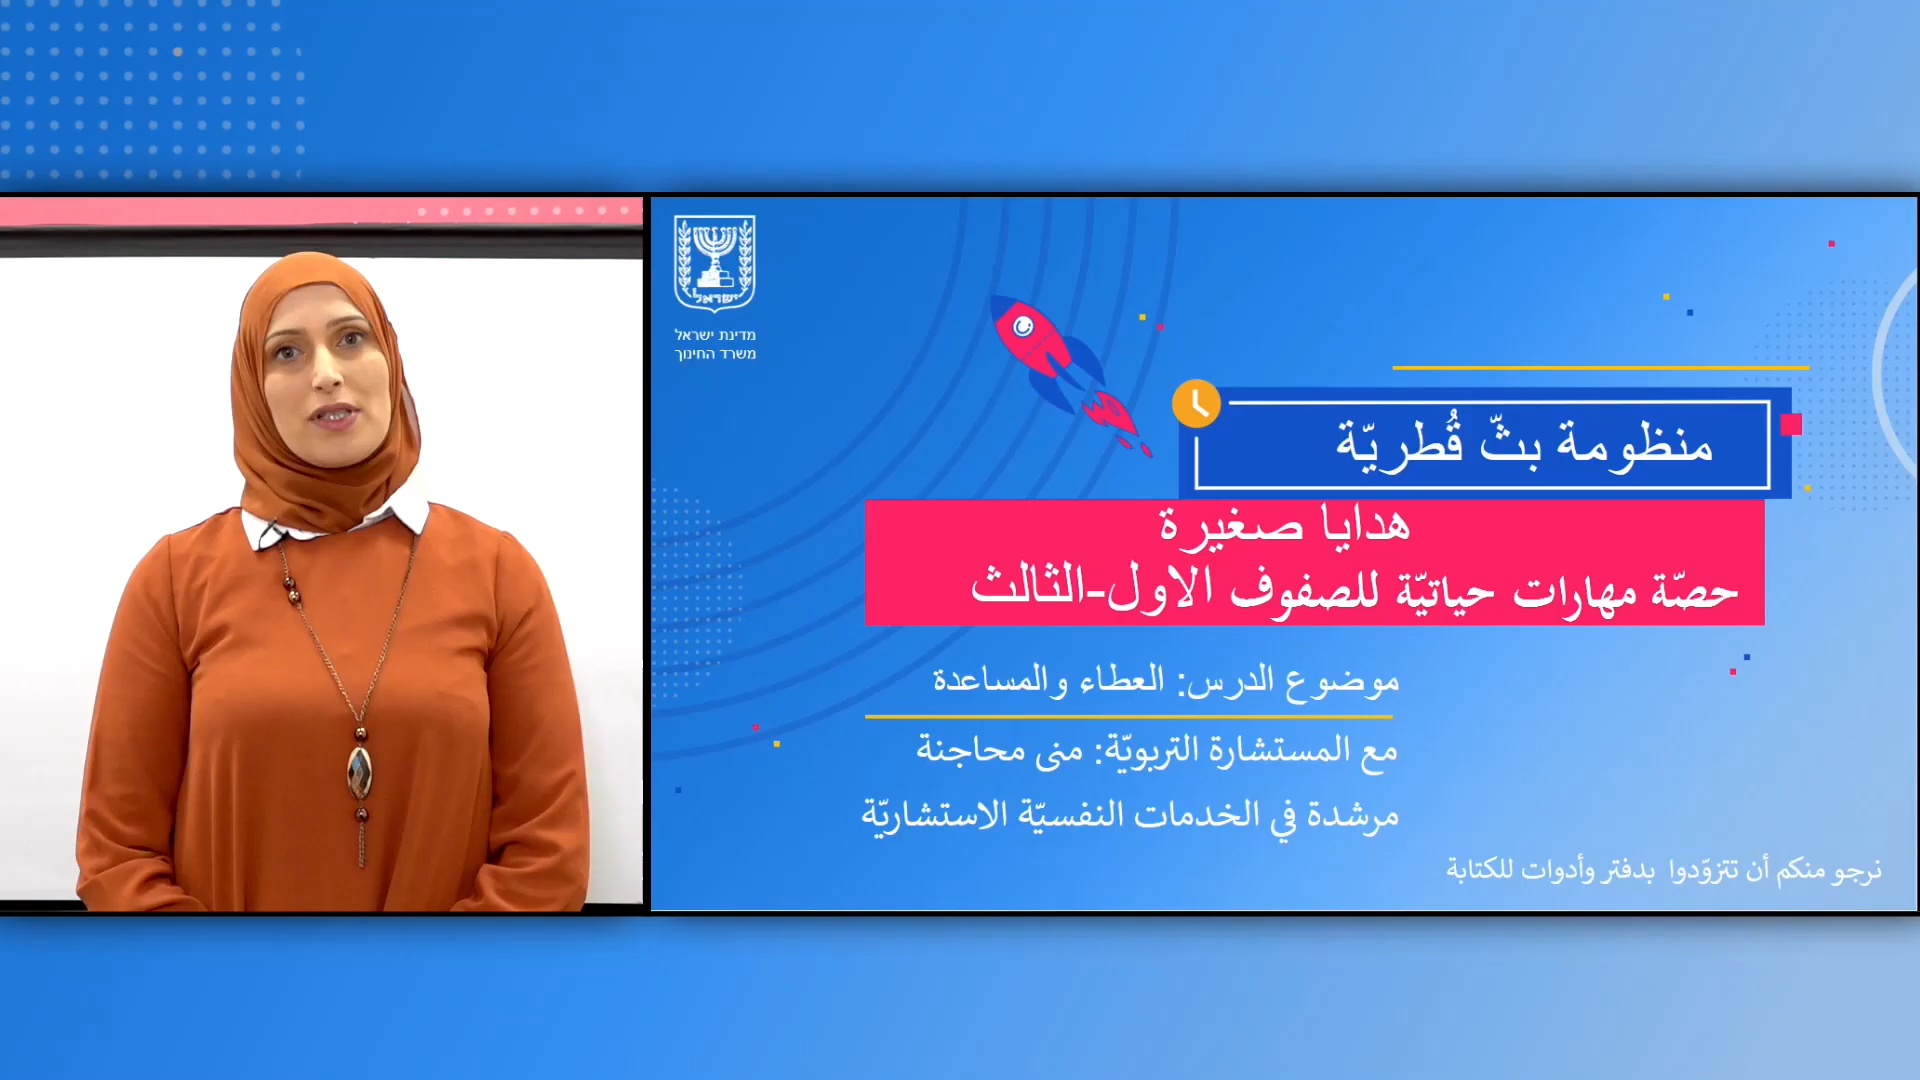 ישראל
מדינת ישראל
משרד החינוך
منظومة بثّ قُطريّة
هدايا صغيرة
حصّة مهارات حياتيّة للصفوف الاول-الثالث
موضوع الدرس: العطاء والمساعدة
مع المستشارة التربويّة: منى محاجنة
مرشدة في الخدمات النفسيّة الاستشاريّة
نرجو منكم أن تتزوّدوا بدفتر وأدوات للكتابة